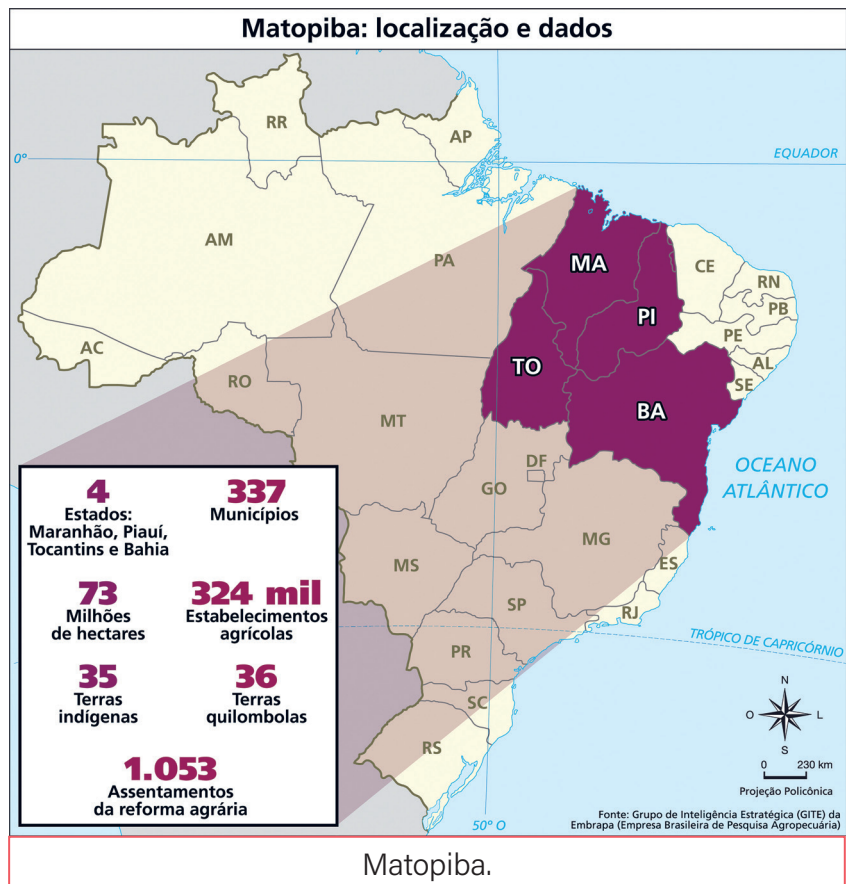 Matopiba: localização e dados
RR
AP
0°
EQUADOR
AM
PA
MA
CE
RN
PB
PI
PE
AL
SE
AC
RO
TO
BA
MT
DF
GO
OCEANO
ATLÂNTICO
MG
ES
MS
SP
RJ
TRÓPICO DE CAPRICÓRNIO
PR
SC
RS
4
Estados:
Maranhão, Piauí,
Tocantins e Bahia
337
Municípios
73
Milhões
de hectares
324 mil
Estabelecimentos
agrícolas
35
Terras
indígenas
36
Terras
quilombolas
1.053
Assentamentos
da reforma agrária
N
O
L
S
0 230 km
Projeção Policônica
50° O
Fonte: Grupo de Inteligência Estratégica (GITE) da
Embrapa (Empresa Brasileira de Pesquisa Agropecuária)
Matopiba.